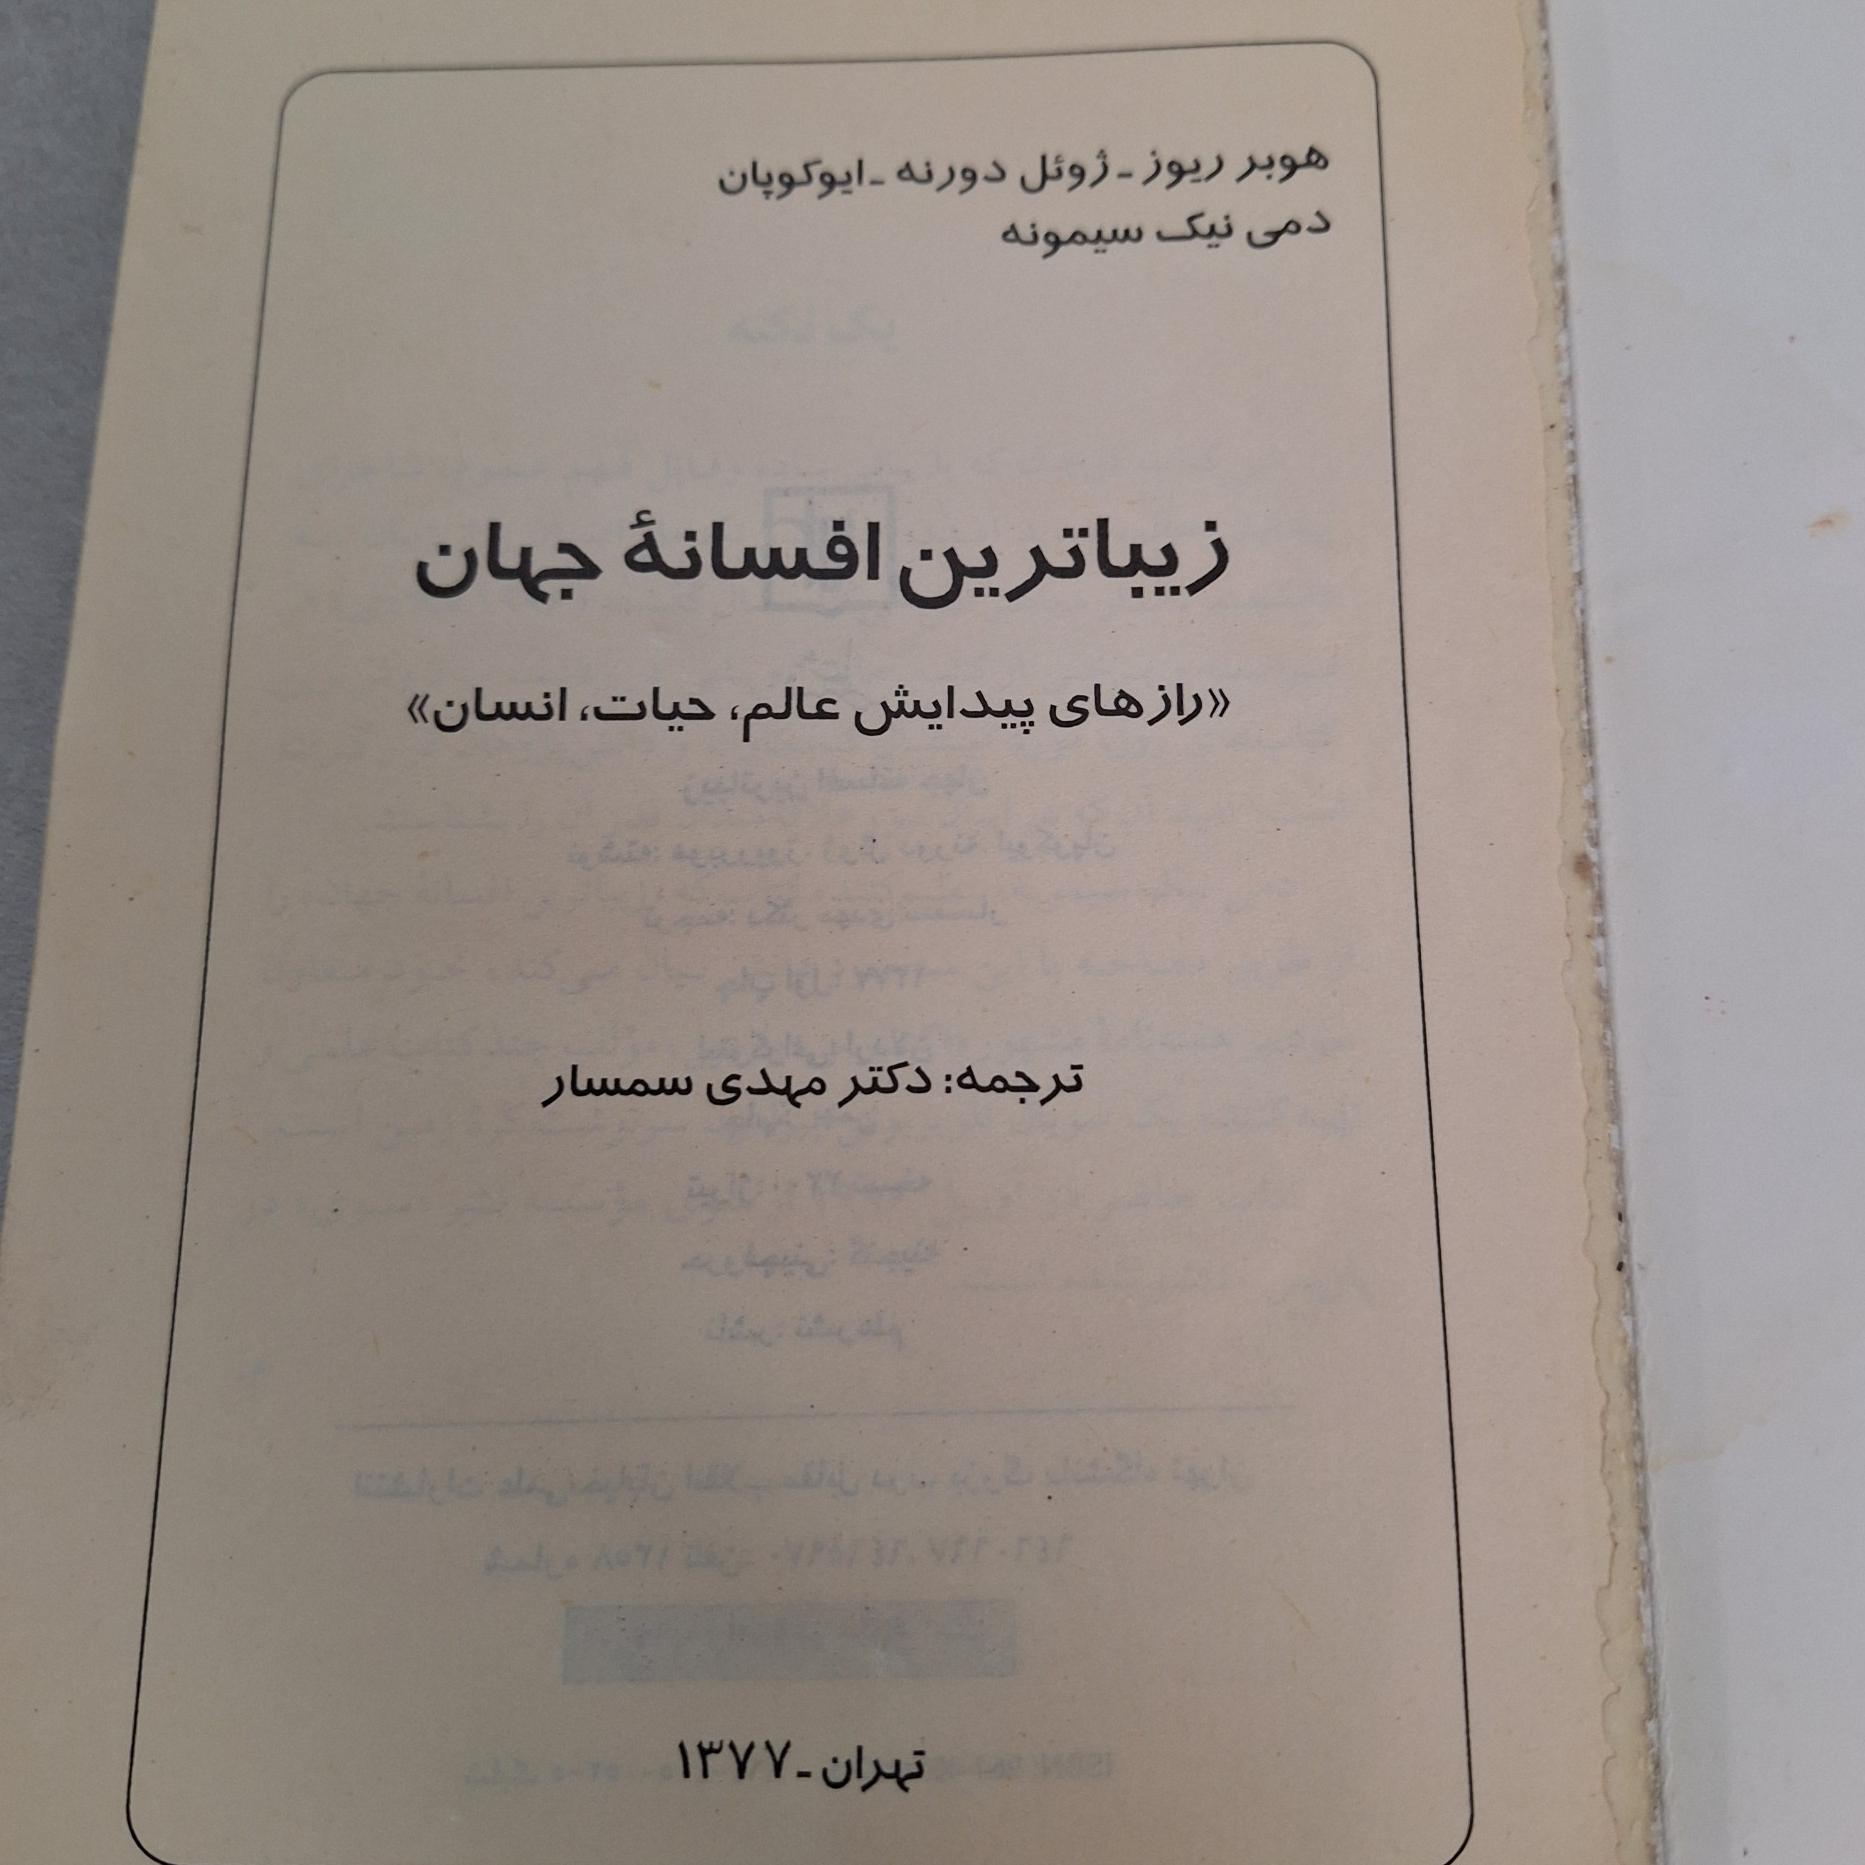 هوبر ریوز ـ ژوئل دورنه ـ ایوکوپان
دمی نیک سیمونه
زیباترین افسانهٔ جهان
«رازهای پیدایش عالم، حیات، انسان»
ترجمه: دکتر مهدی سمسار
تهران ـ ۱۳۷۷